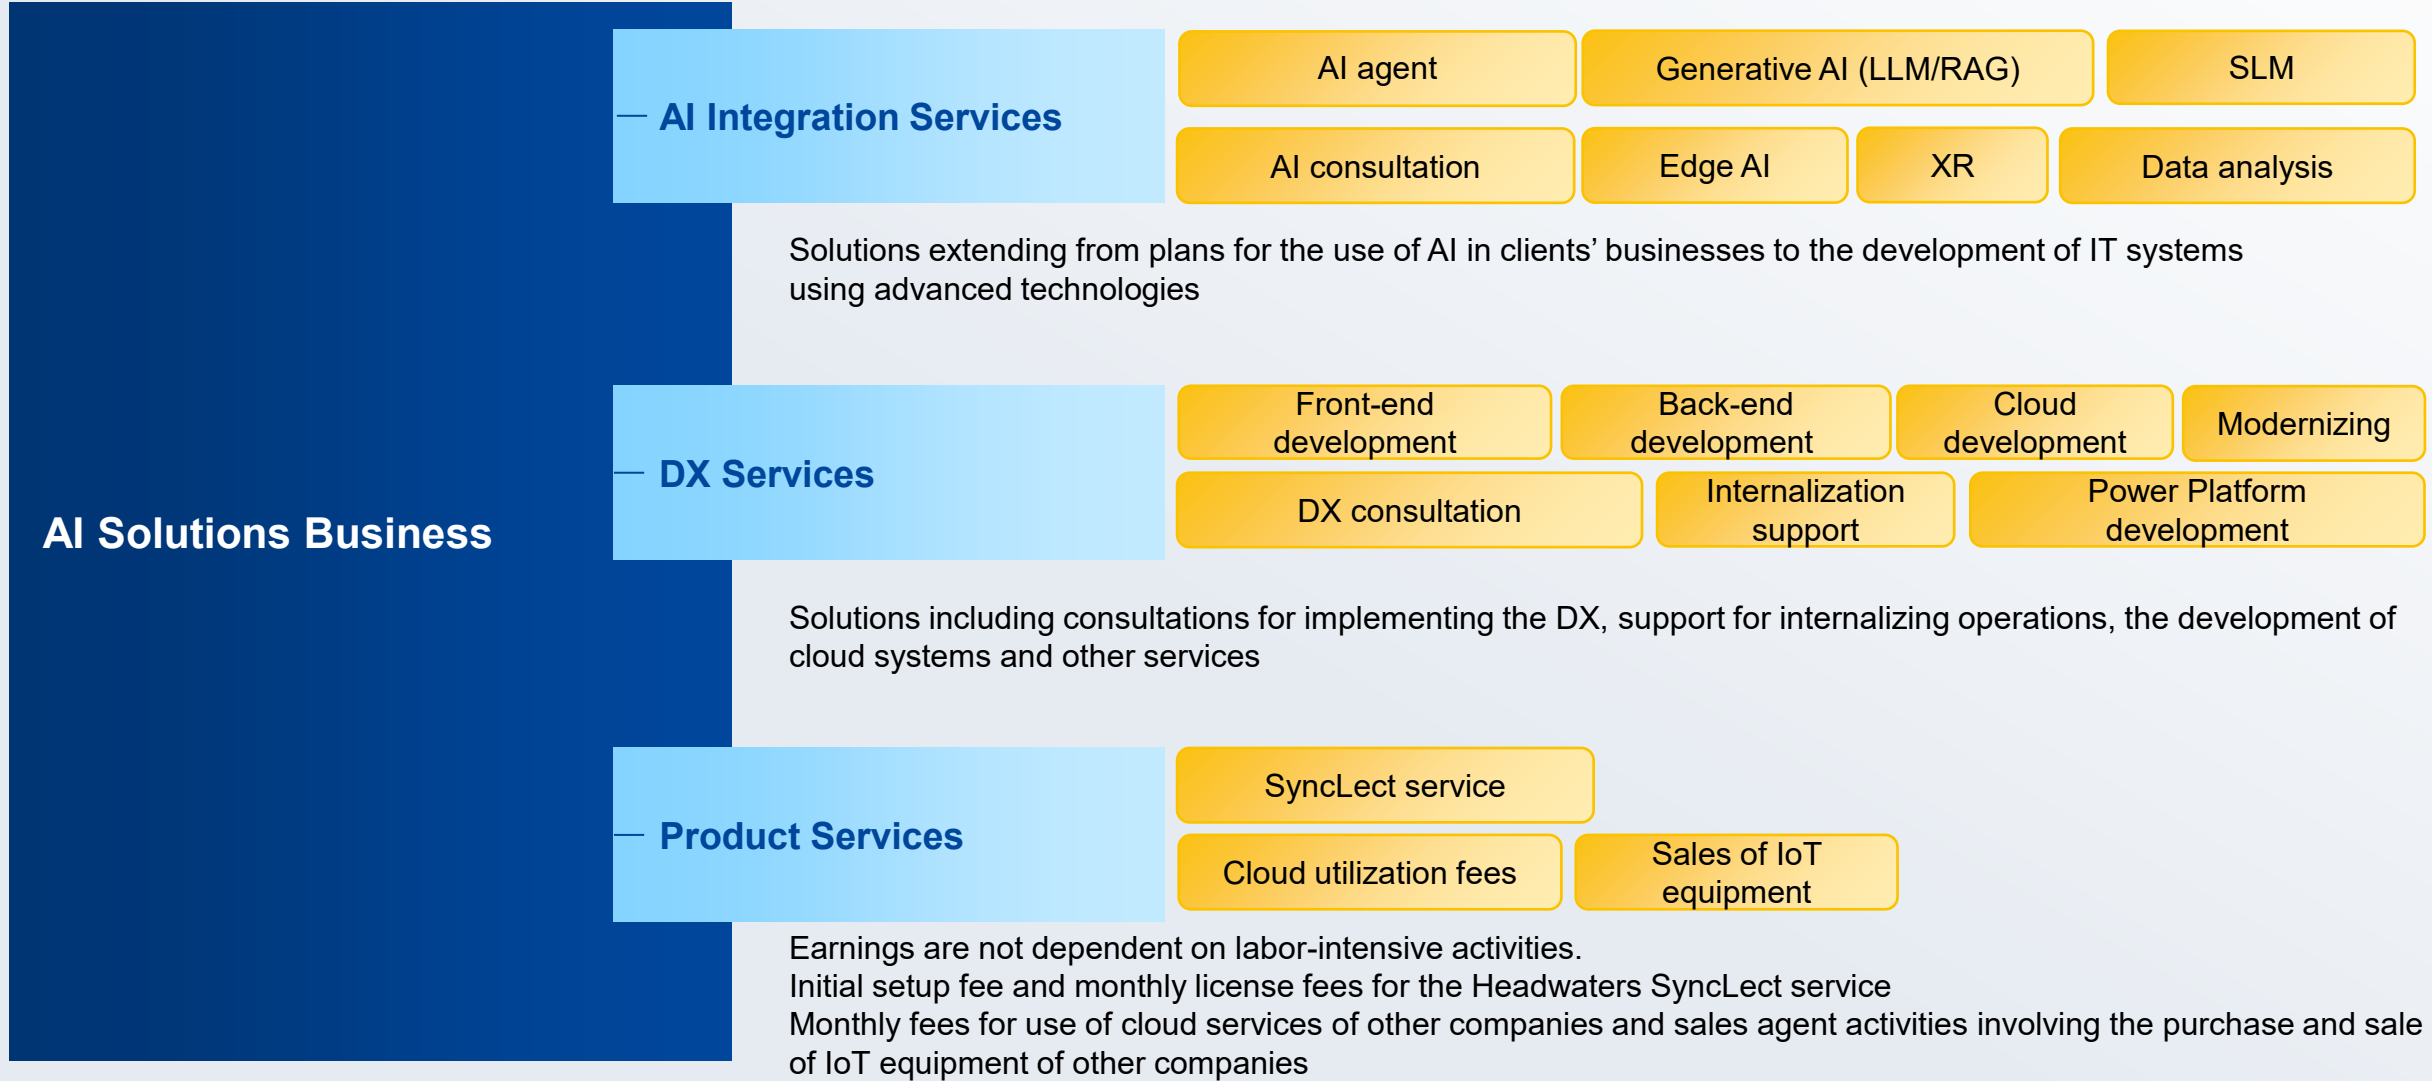 AI Solutions Business
AI Integration Services
AI agent
Generative AI (LLM/RAG)
SLM
AI consultation
Edge AI
XR
Data analysis
Solutions extending from plans for the use of AI in clients’ businesses to the development of IT systems
using advanced technologies
DX Services
Front-end
development
Back-end
development
Cloud
development
Modernizing
DX consultation
Internalization
support
Power Platform
development
Solutions including consultations for implementing the DX, support for internalizing operations, the development of
cloud systems and other services
Product Services
SyncLect service
Cloud utilization fees
Sales of IoT
equipment
Earnings are not dependent on labor-intensive activities.
Initial setup fee and monthly license fees for the Headwaters SyncLect service
Monthly fees for use of cloud services of other companies and sales agent activities involving the purchase and sale
of IoT equipment of other companies